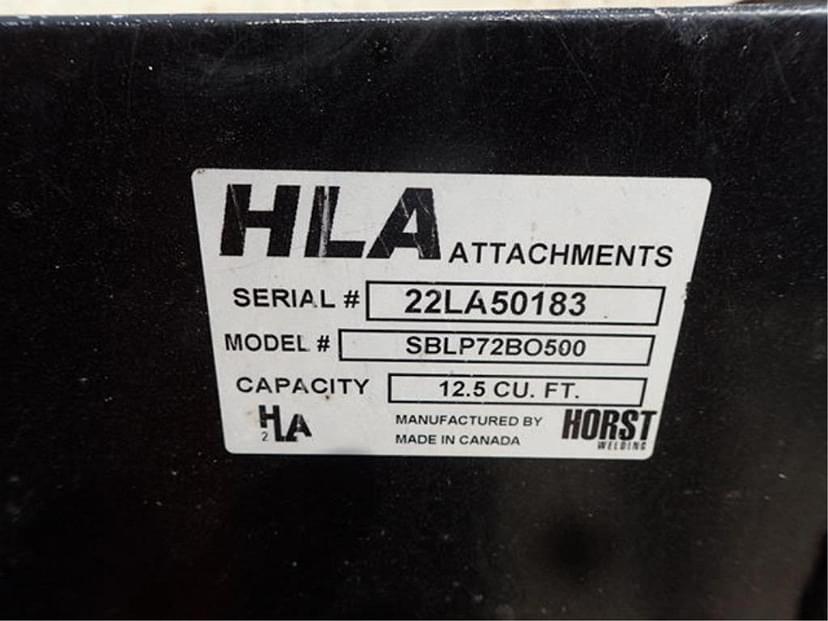 HLA ATTACHMENTS
SERIAL # 22LA50183
MODEL # SBLP72BO500
CAPACITY 12.5 CU. FT.
HLA
2
MANUFACTURED BY
MADE IN CANADA
HORST
WELDING